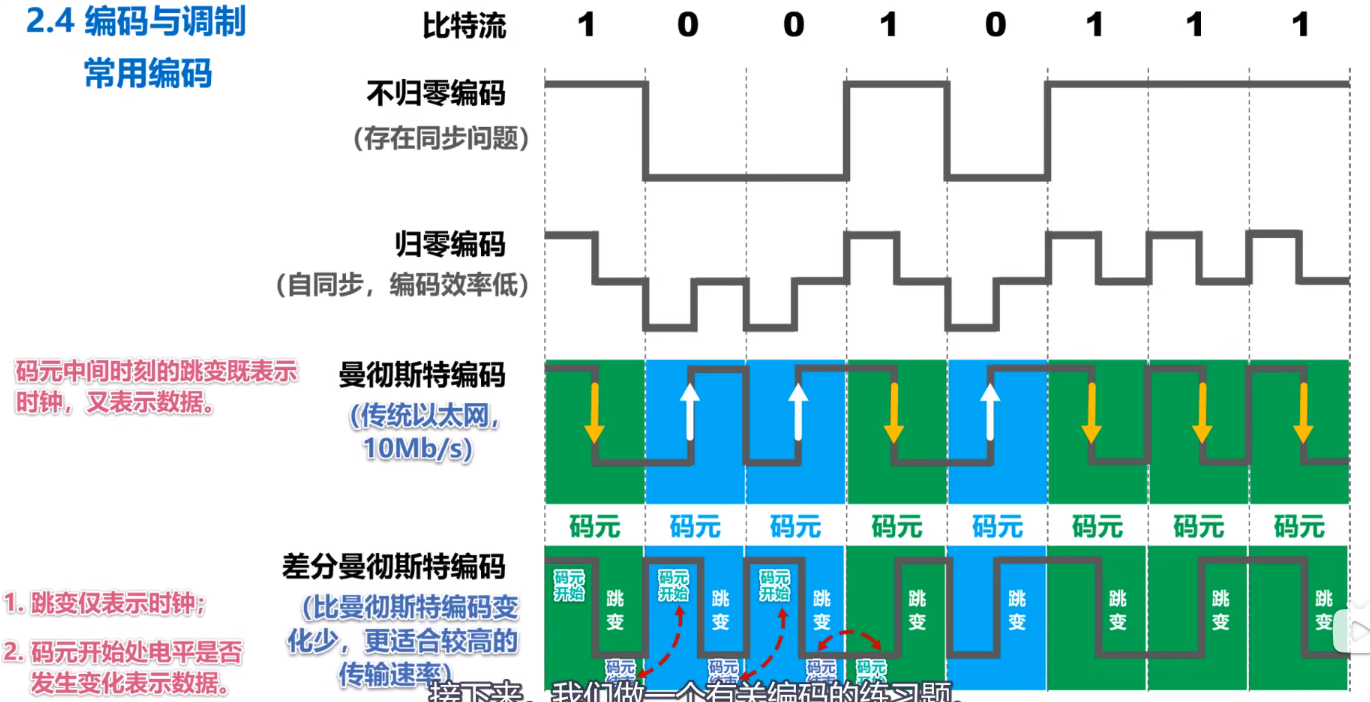 2.4 编码与调制
常用编码
比特流 1 0 0 1 0 1 1 1
不归零编码
(存在同步问题)
归零编码
(自同步，编码效率低)
码元中间时刻的跳变既表示
时钟，又表示数据。
曼彻斯特编码
(传统以太网,
10Mb/s)
码元 码元 码元 码元 码元 码元 码元 码元
差分曼彻斯特编码
(比曼彻斯特编码变
化少，更适合较高的
传输速率)
1. 跳变仅表示时钟；
2. 码元开始处电平是否
发生变化表示数据。
码元
开始
跳
变
码元
码元
开始
跳
变
码元
码元
开始
跳
变
码元
码元
跳
变
跳
变
跳
变
跳
变
跳
变
接下来，我们做一个有关编码的练习题。